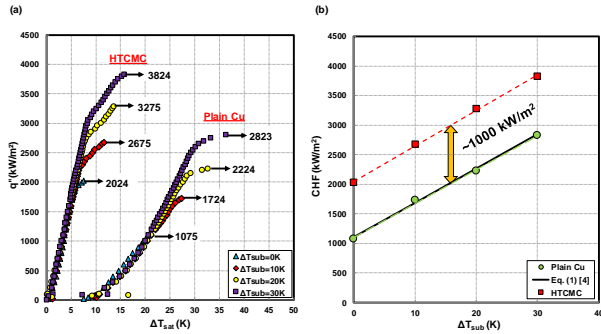 (a)
HTCMC
3824
3275
2675
2024
Plain Cu
2823
2224
1724
1075
4500
4000
3500
3000
2500
2000
1500
1000
500
0
q" (kW/m²)
ΔTsub=0K
ΔTsub=10K
ΔTsub=20K
ΔTsub=30K
0 5 10 15 20 25 30 35 40 45 50
ΔTsat (K)
(b)
~1000 kW/m²
4500
4000
3500
3000
2500
2000
1500
1000
500
0
CHF (kW/m²)
Plain Cu
Eq. (1) [4]
HTCMC
0 10 20 30 40
ΔTsub (K)